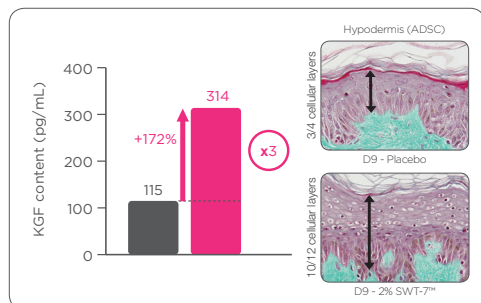 KGF content (pg/mL)
400
300
200
100
0
115
+172%
314
x3
Hypodermis (ADSC)
3/4 cellular layers
D9 - Placebo
10/12 cellular layers
D9 - 2% SWT-7™